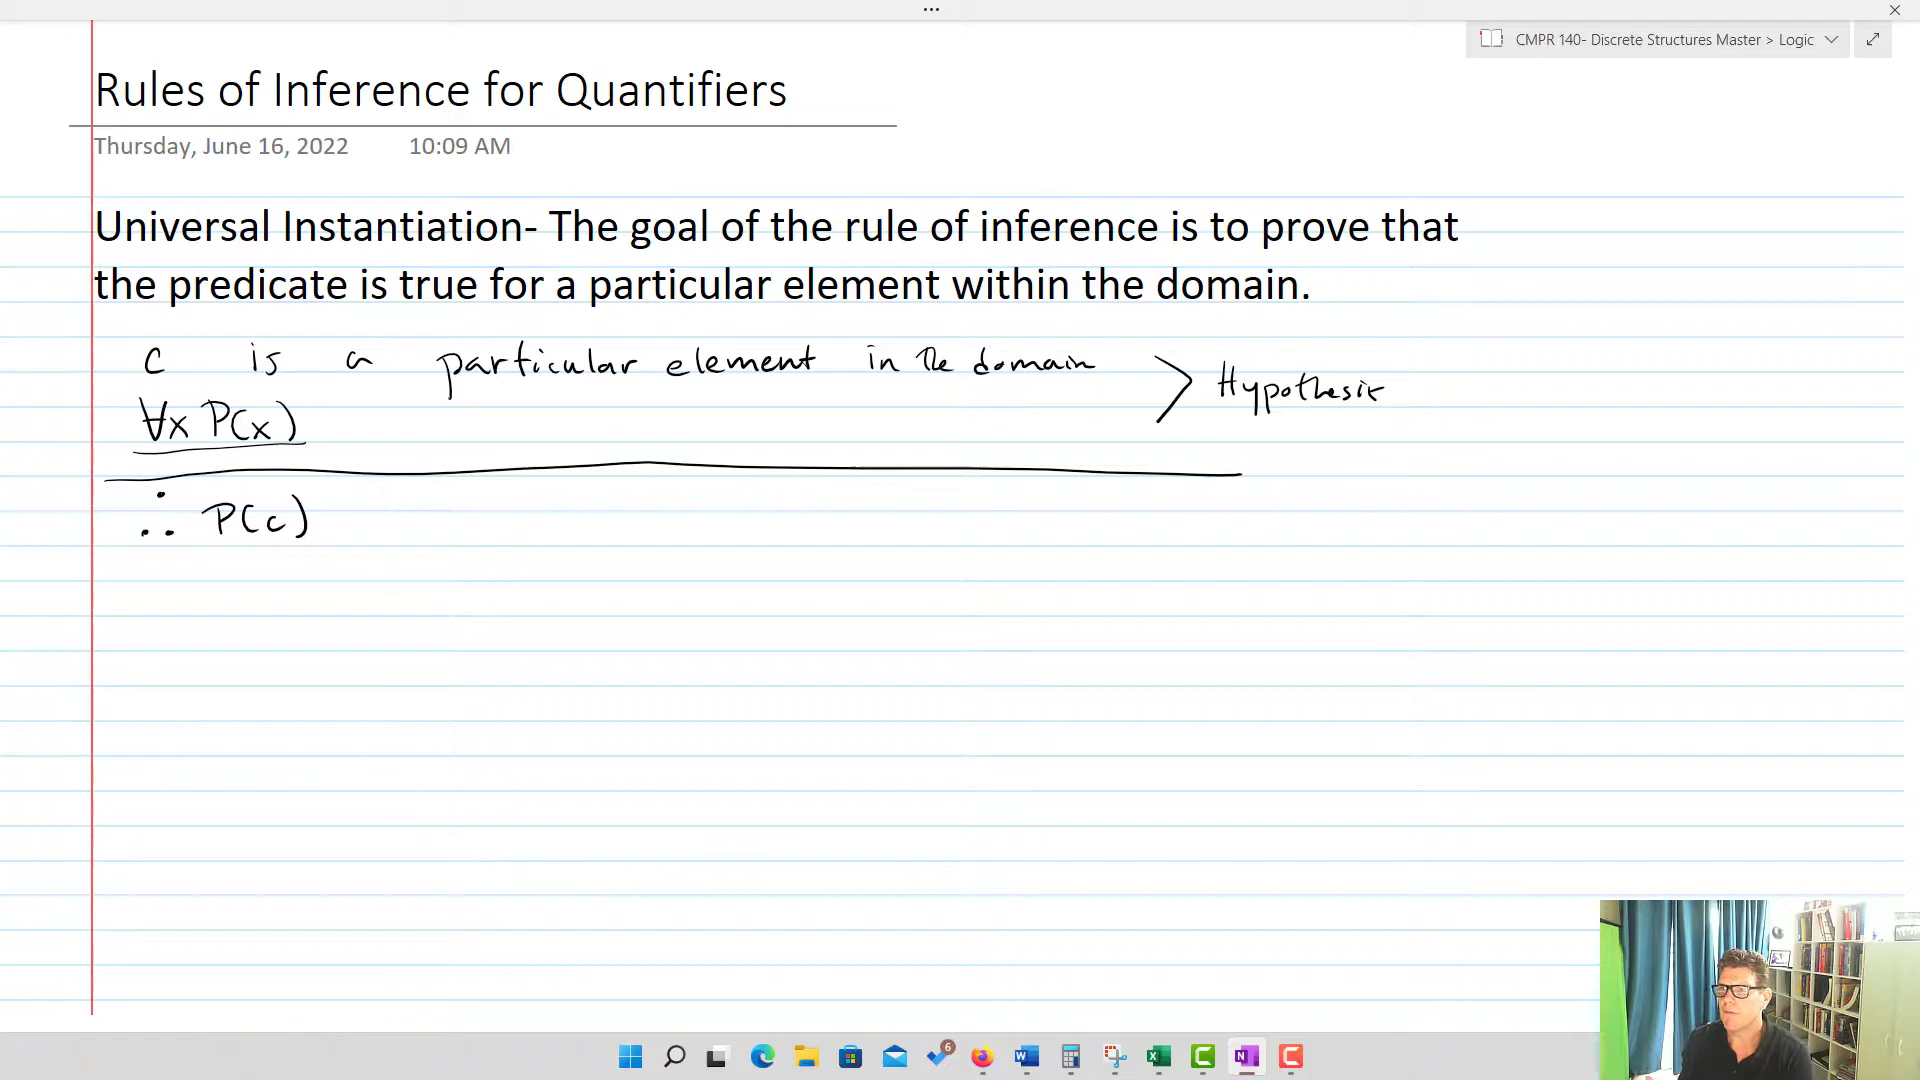 CMPR 140- Discrete Structures Master > Logic
Rules of Inference for Quantifiers
Thursday, June 16, 2022 10:09 AM
Universal Instantiation- The goal of the rule of inference is to prove that
the predicate is true for a particular element within the domain.
c is a particular element in the domain
Hypothesis
∀x P(x)
∴ P(c)
6